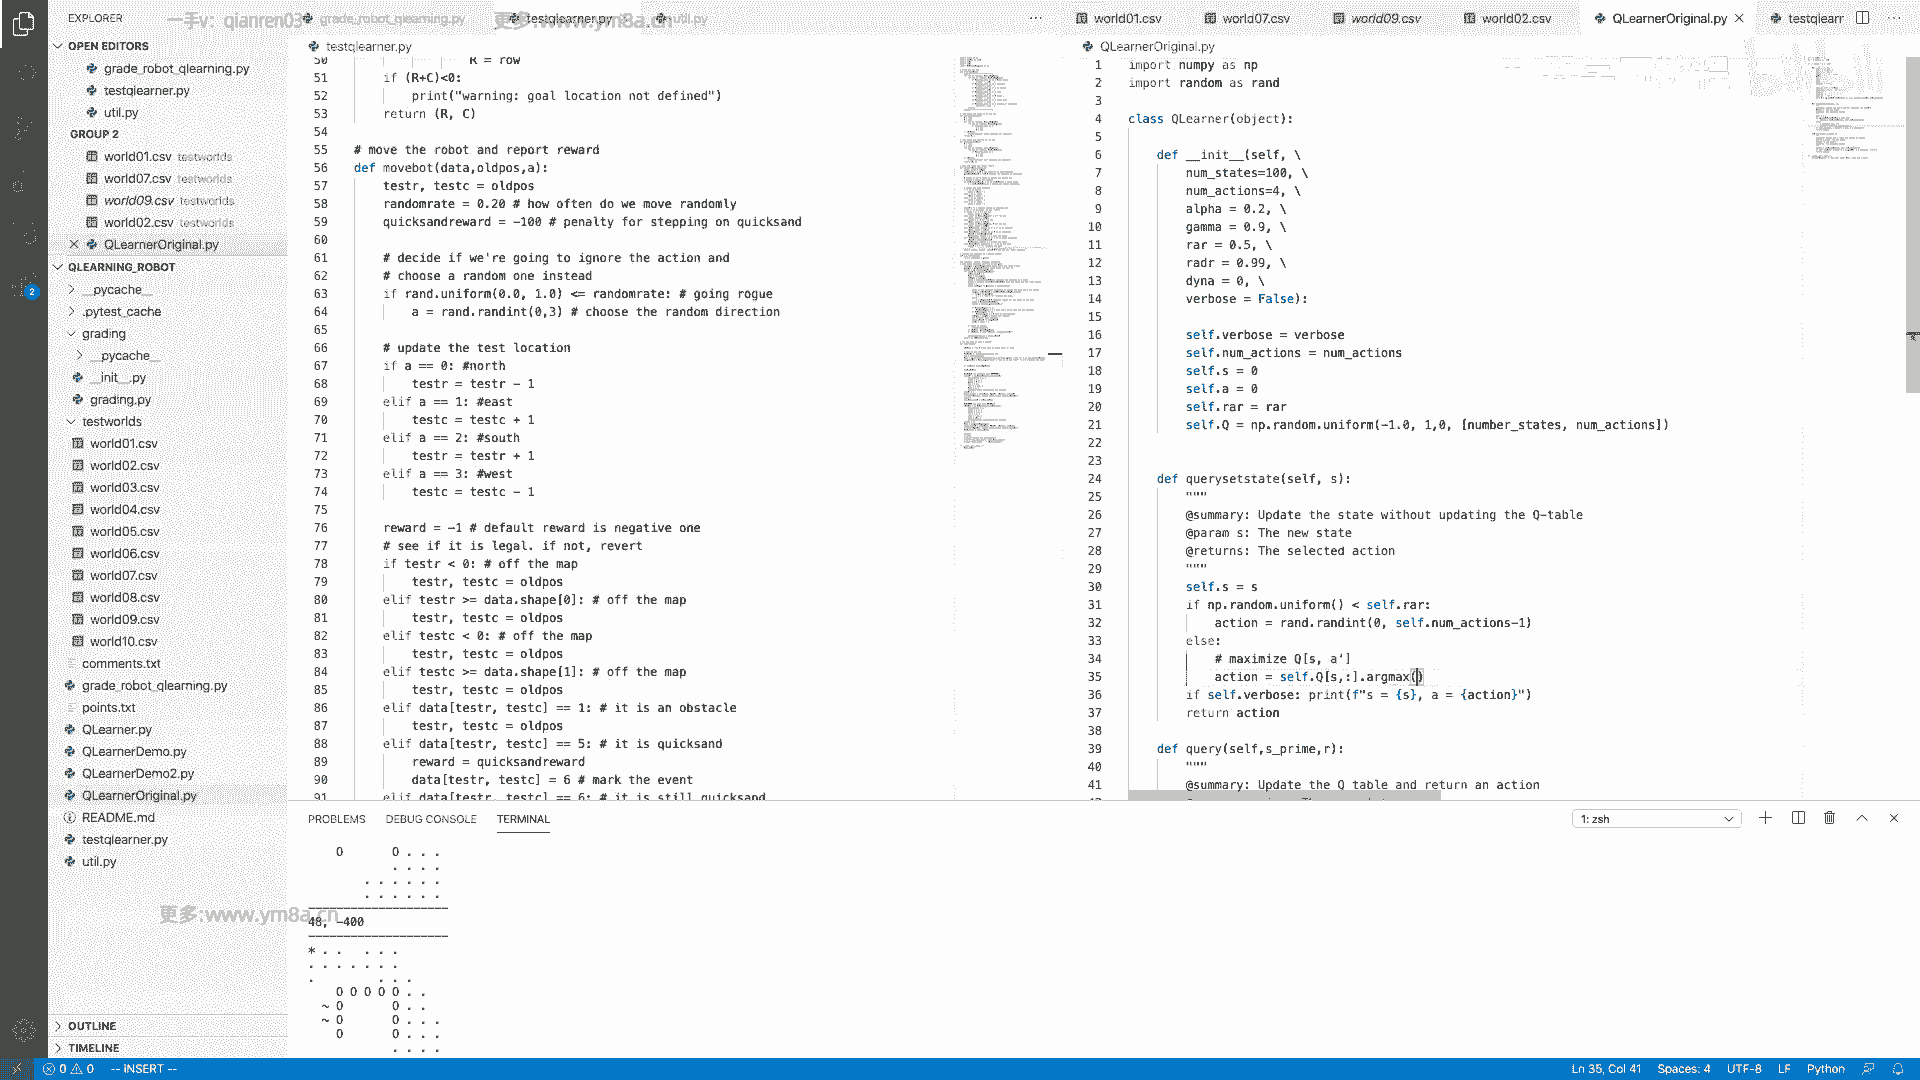 EXPLORER
OPEN EDITORS
grade_robot_qlearning.py
testqlearner.py
util.py
GROUP 2
world01.csv testworlds
world07.csv testworlds
world09.csv testworlds
world02.csv testworlds
QLearnerOriginal.py
QLEARNING_ROBOT
__pycache__
.pytest_cache
grading
__pycache__
__init__.py
grading.py
testworlds
world01.csv
world02.csv
world03.csv
world04.csv
world05.csv
world06.csv
world07.csv
world08.csv
world09.csv
world10.csv
comments.txt
grade_robot_qlearning.py
points.txt
QLearner.py
QLearnerDemo.py
QLearnerDemo2.py
QLearnerOriginal.py
README.md
testqlearner.py
util.py
OUTLINE
TIMELINE
2
一手v: qianren03
更多:www.ym8a.cn
grade_robot_qlearning.py
testqlearner.py
util.py
testqlearner.py
50 R = row
51 if (R+C)<0:
52 print("warning: goal location not defined")
53 return (R, C)
54
55 # move the robot and report reward
56 def movebot(data,oldpos,a):
57 testr, testc = oldpos
58 randomrate = 0.20 # how often do we move randomly
59 quicksandreward = -100 # penalty for stepping on quicksand
60
61 # decide if we're going to ignore the action and
62 # choose a random one instead
63 if rand.uniform(0.0, 1.0) <= randomrate: # going rogue
64 a = rand.randint(0,3) # choose the random direction
65
66 # update the test location
67 if a == 0: #north
68 testr = testr - 1
69 elif a == 1: #east
70 testc = testc + 1
71 elif a == 2: #south
72 testr = testr + 1
73 elif a == 3: #west
74 testc = testc - 1
75
76 reward = -1 # default reward is negative one
77 # see if it is legal. if not, revert
78 if testr < 0: # off the map
79 testr, testc = oldpos
80 elif testr >= data.shape[0]: # off the map
81 testr, testc = oldpos
82 elif testc < 0: # off the map
83 testr, testc = oldpos
84 elif testc >= data.shape[1]: # off the map
85 testr, testc = oldpos
86 elif data[testr, testc] == 1: # it is an obstacle
87 testr, testc = oldpos
88 elif data[testr, testc] == 5: # it is quicksand
89 reward = quicksandreward
90 data[testr, testc] = 6 # mark the event
91 elif data[testr, testc] == 6: # it is still quicksand
world01.csv
world07.csv
world09.csv
world02.csv
QLearnerOriginal.py
testqlearr
QLearnerOriginal.py
1 import numpy as np
2 import random as rand
3
4 class QLearner(object):
5
6 def __init__(self, \
7 num_states=100, \
8 num_actions=4, \
9 alpha = 0.2, \
10 gamma = 0.9, \
11 rar = 0.5, \
12 radr = 0.99, \
13 dyna = 0, \
14 verbose = False):
15
16 self.verbose = verbose
17 self.num_actions = num_actions
18 self.s = 0
19 self.a = 0
20 self.rar = rar
21 self.Q = np.random.uniform(-1.0, 1,0, [number_states, num_actions])
22
23
24 def querysetstate(self, s):
25 """
26 @summary: Update the state without updating the Q-table
27 @param s: The new state
28 @returns: The selected action
29 """
30 self.s = s
31 if np.random.uniform() < self.rar:
32 action = rand.randint(0, self.num_actions-1)
33 else:
34 # maximize Q[s, a']
35 action = self.Q[s,:].argmax()
36 if self.verbose: print(f"s = {s}, a = {action}")
37 return action
38
39 def query(self,s_prime,r):
40 """
41 @summary: Update the Q table and return an action
PROBLEMS
DEBUG CONSOLE
TERMINAL
1: zsh
O O . . .
. . . .
. . . . . .
. . . . . .
--------------------
48, -400
--------------------
* . . . . .
. . . . . . .
. . . .
O O O O O . .
~ O O . .
~ O O . . .
O O . . .
. . . .
更多:www.ym8a.cn
0 0 -- INSERT --
Ln 35, Col 41 Spaces: 4 UTF-8 LF Python